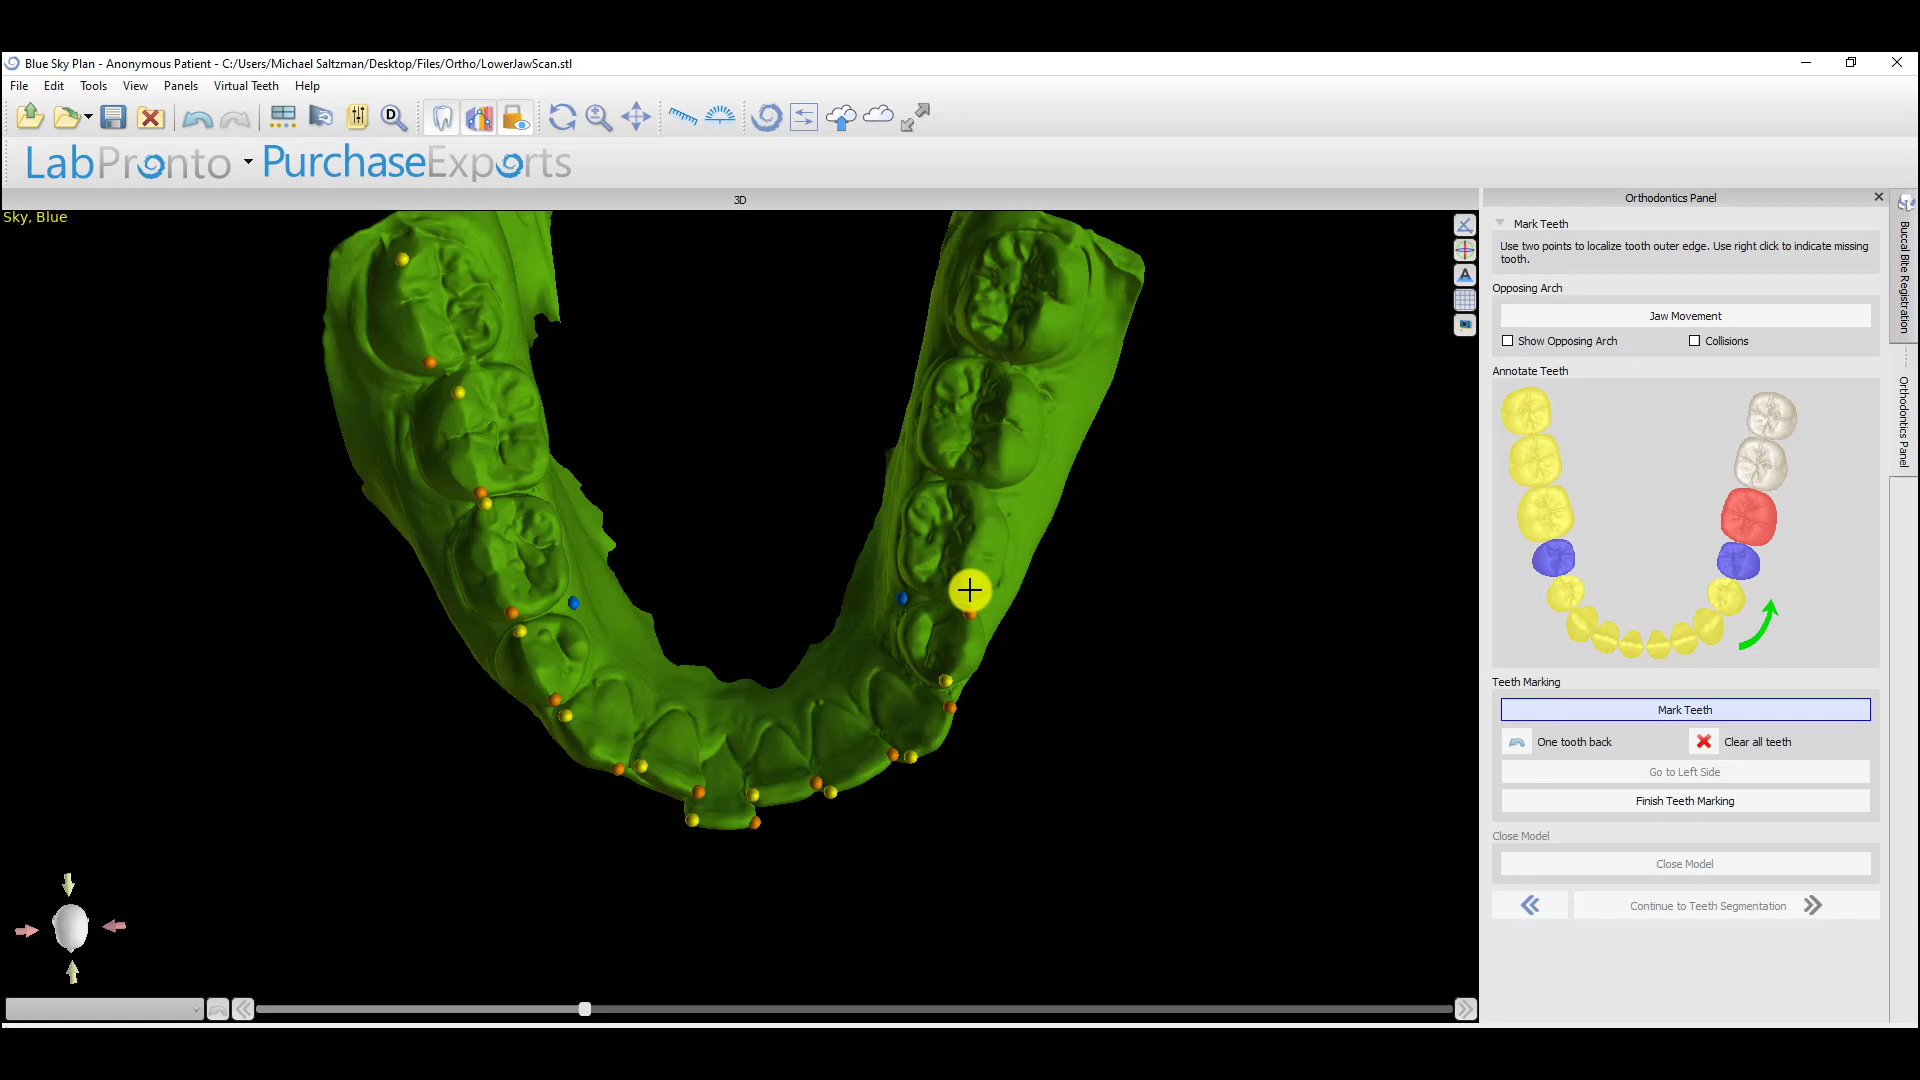 Blue Sky Plan - Anonymous Patient - C:/Users/Michael Saltzman/Desktop/Files/Ortho/LowerJawScan.stl
File Edit Tools View Panels Virtual Teeth Help
D
LabPronto PurchaseExports
3D
Sky, Blue
A
Orthodontics Panel
Mark Teeth
Use two points to localize tooth outer edge. Use right click to indicate missing
tooth.
Opposing Arch
Jaw Movement
Show Opposing Arch Collisions
Annotate Teeth
Teeth Marking
Mark Teeth
One tooth back Clear all teeth
Go to Left Side
Finish Teeth Marking
Close Model
Close Model
Continue to Teeth Segmentation
Buccal Bite Registration
Orthodontics Panel